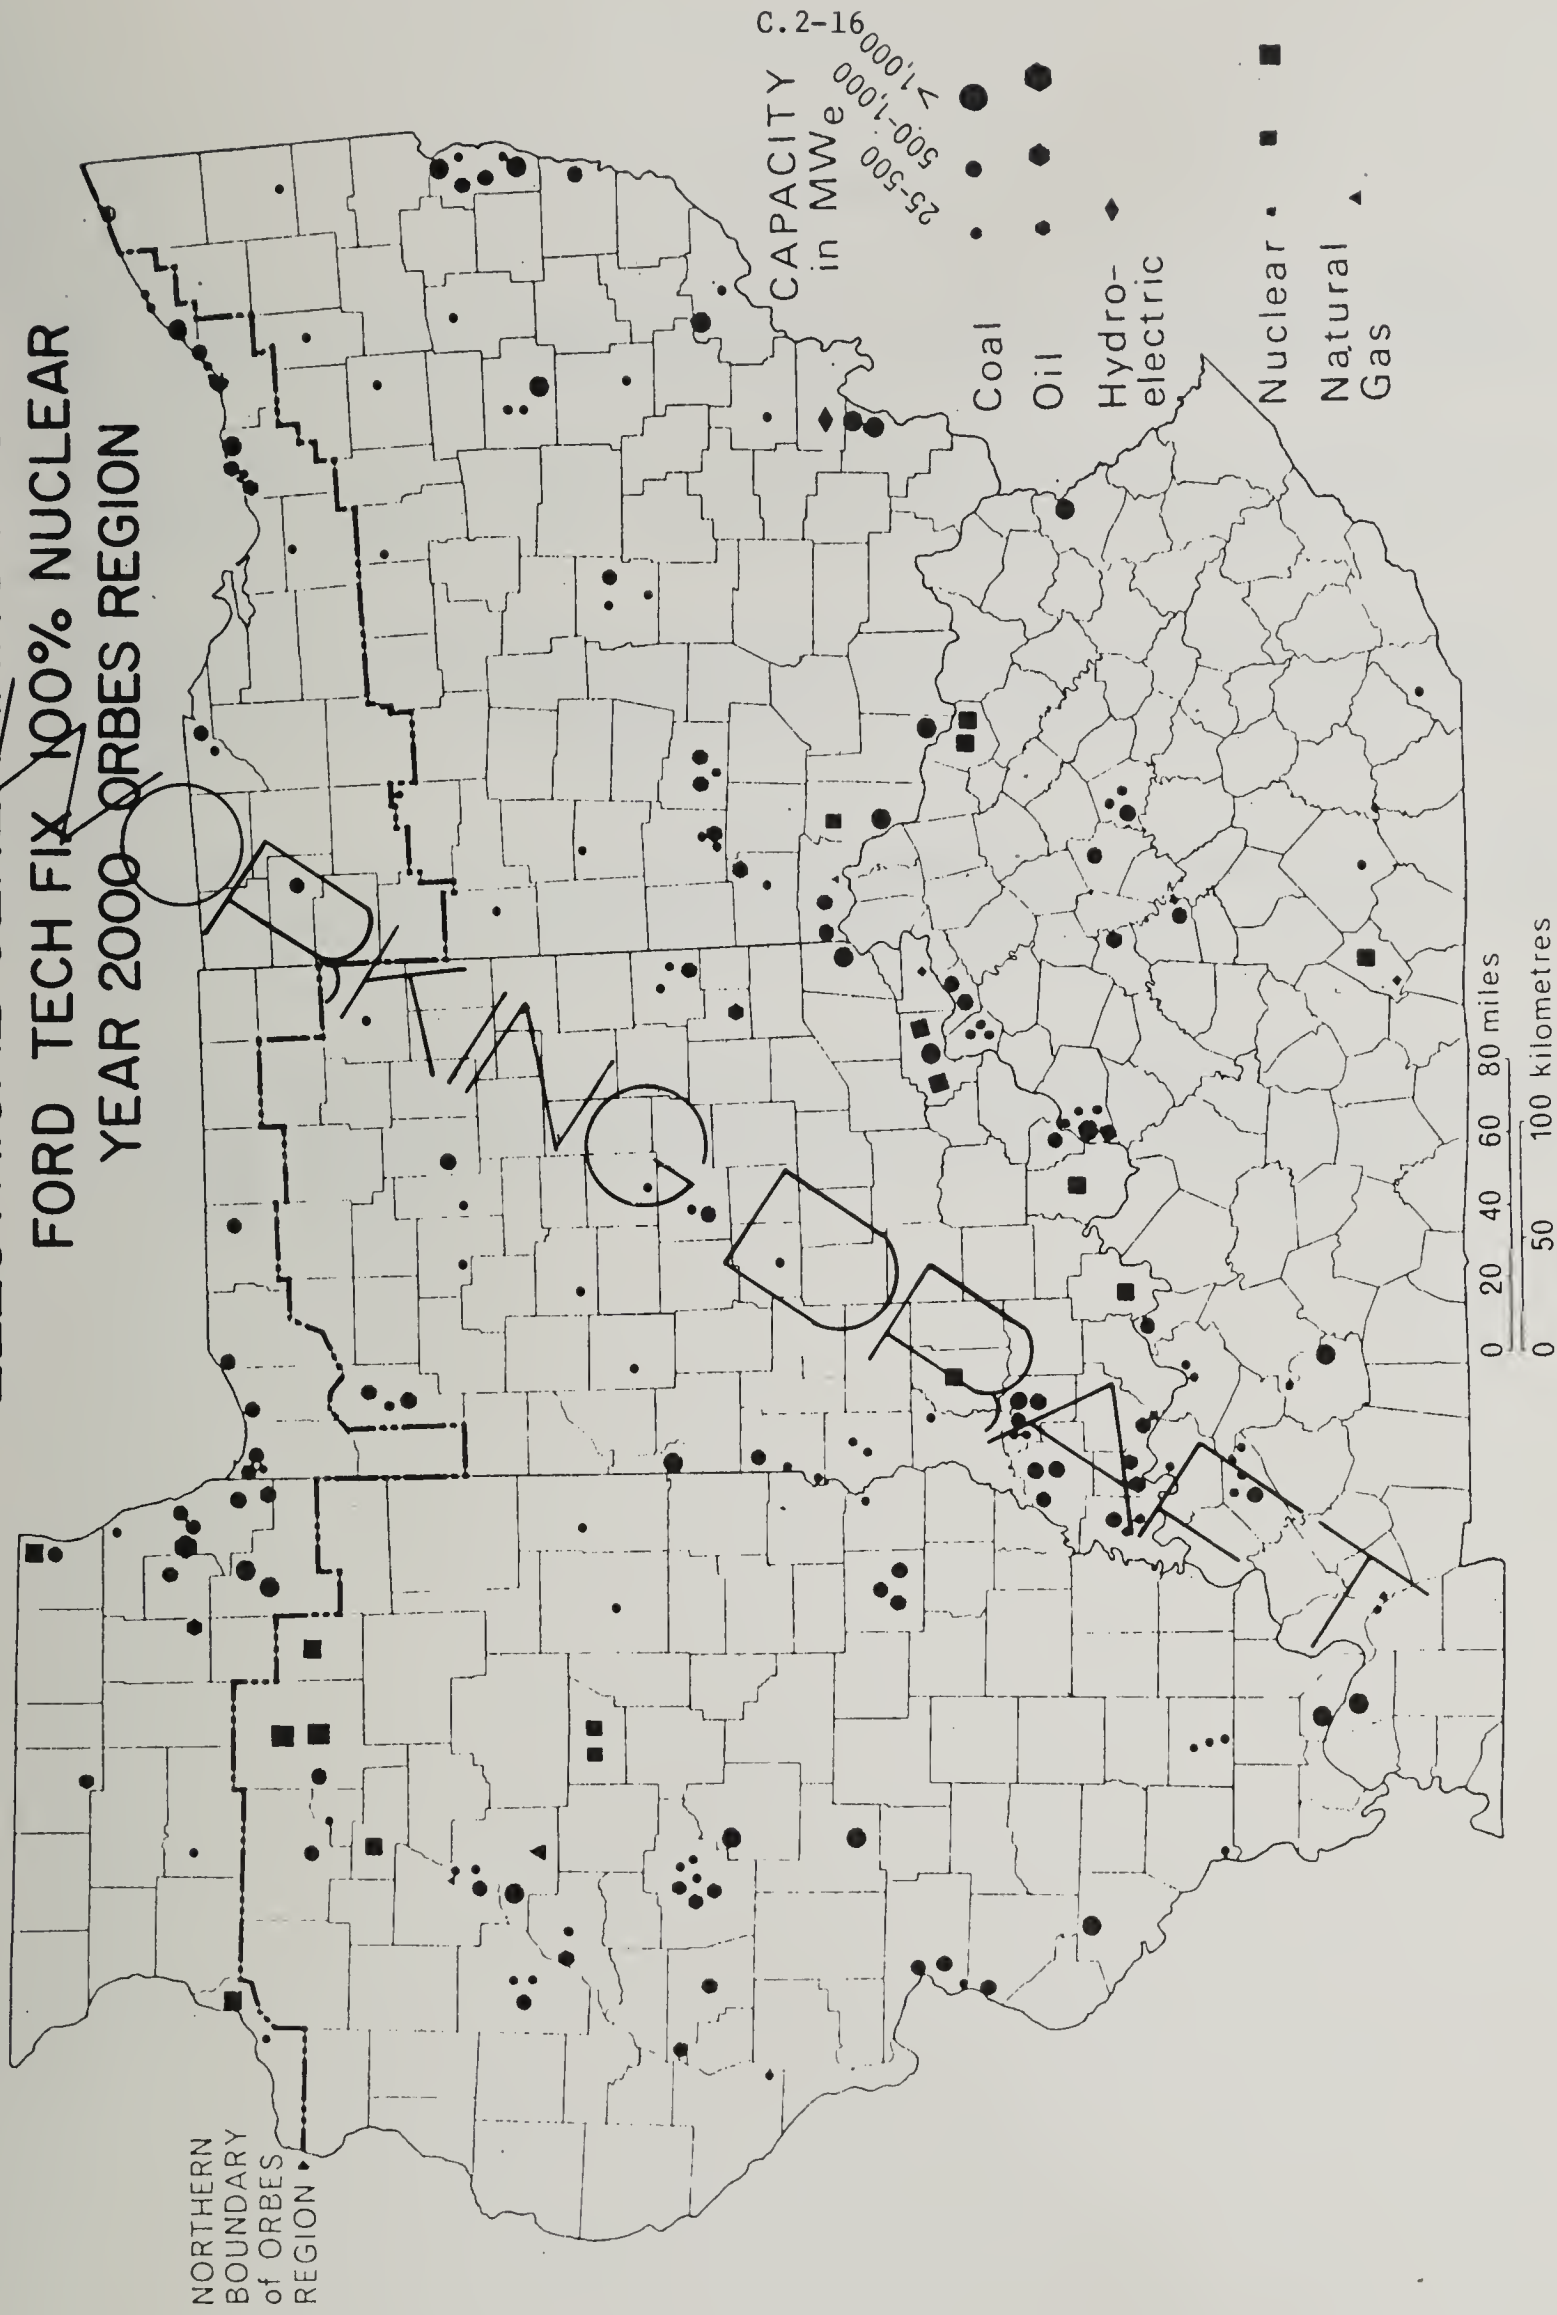 C.2-16
FORD TECH FIX 100% NUCLEAR
YEAR 2000 ORBES REGION
CAPACITY
in MWe
25-500
500-1,000
>1,000
Coal
Oil
Hydro-
electric
Nuclear
Natural
Gas
NORTHERN
BOUNDARY
of ORBES
REGION
0 20 40 60 80 miles
0 50 100 kilometres